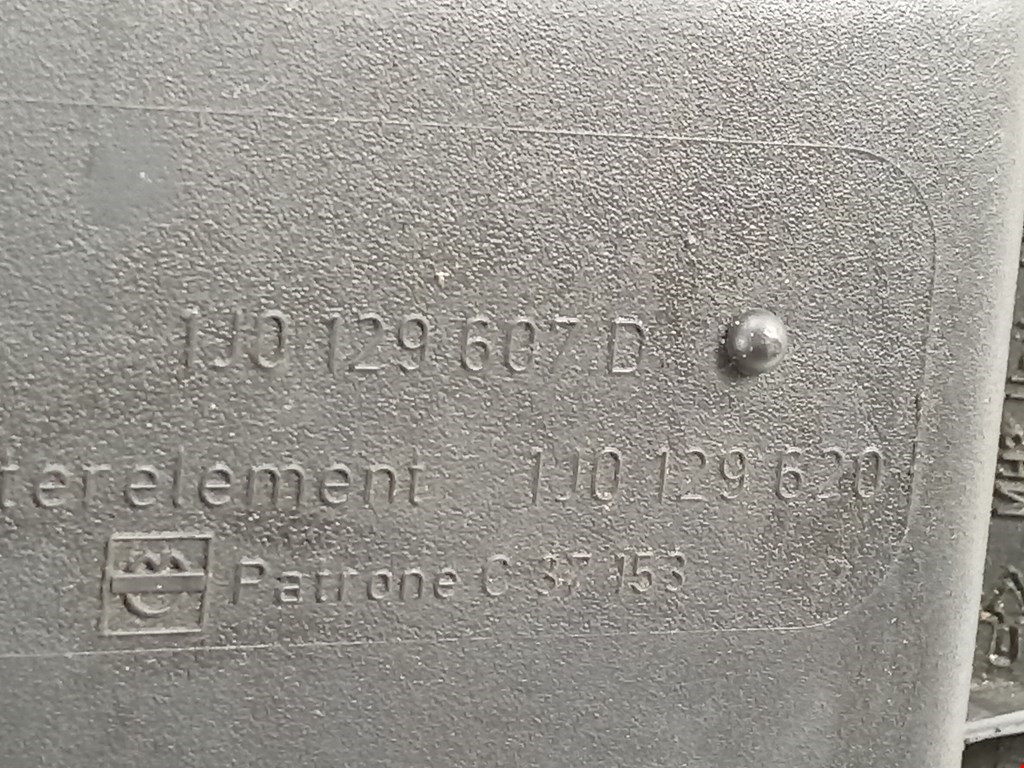 1J0 129 607 D
terelement 1J0 129 620
Patrone C 37 153